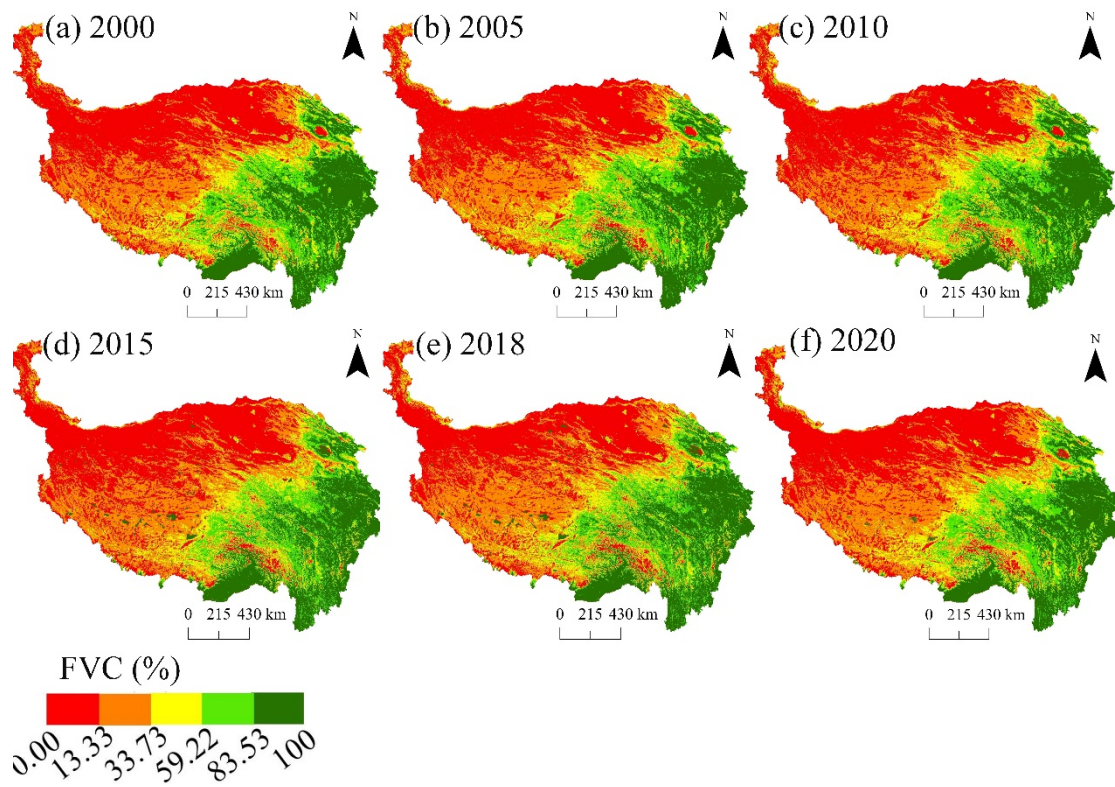 (a) 2000
N
(b) 2005
N
(c) 2010
N
0 215 430 km
0 215 430 km
0 215 430 km
(d) 2015
N
(e) 2018
N
(f) 2020
N
0 215 430 km
0 215 430 km
0 215 430 km
FVC (%)
0.00 13.33 33.73 59.22 83.53 100